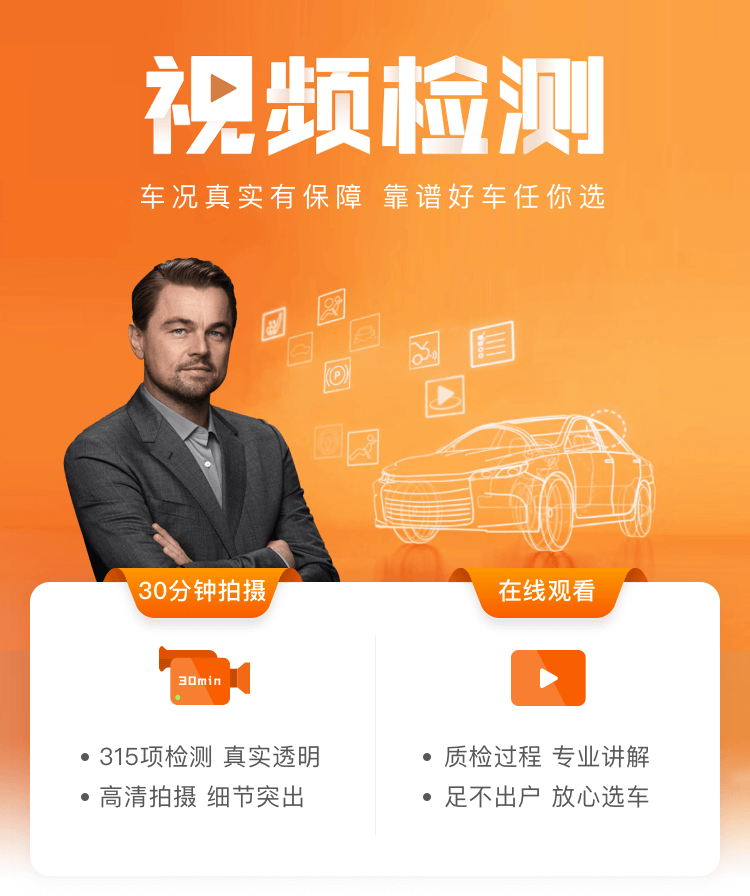 视频检测
车况真实有保障 靠谱好车任你选
P
30分钟拍摄
在线观看
30min
• 315项检测 真实透明
• 高清拍摄 细节突出
• 质检过程 专业讲解
• 足不出户 放心选车